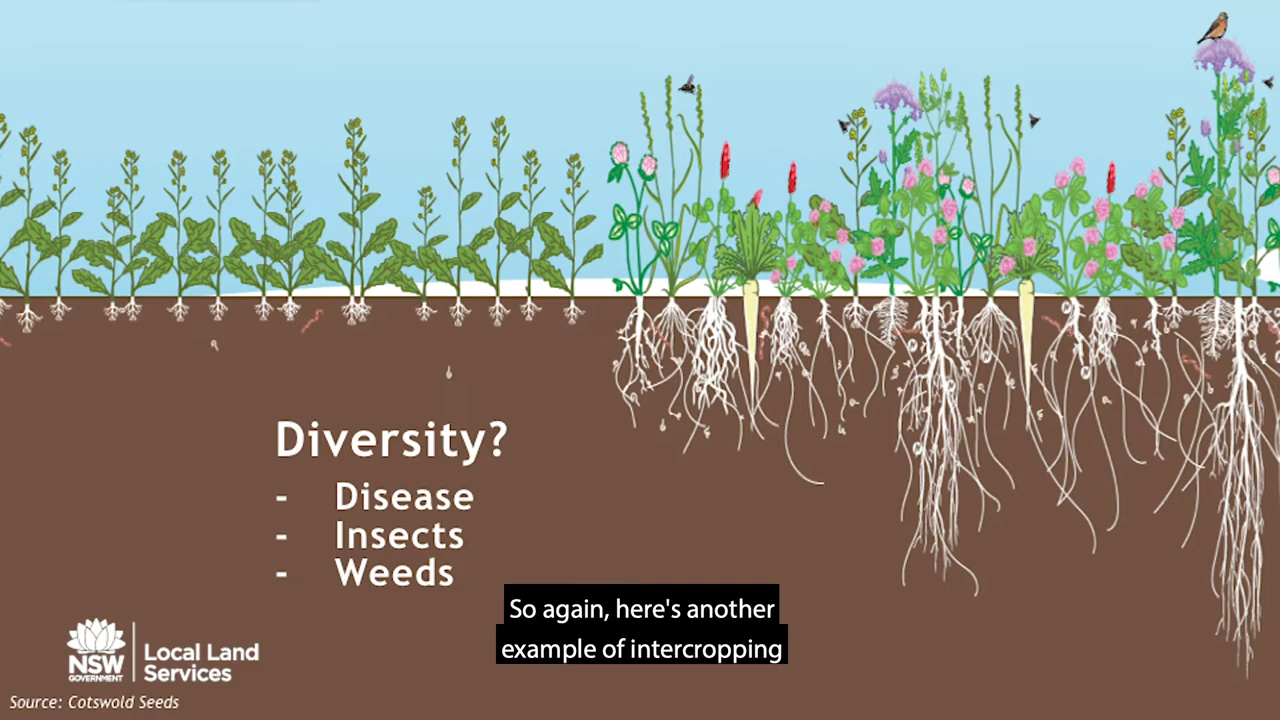 Diversity?
- Disease
- Insects
- Weeds
So again, here's another
example of intercropping
NSW
GOVERNMENT
Local Land
Services
Source: Cotswold Seeds